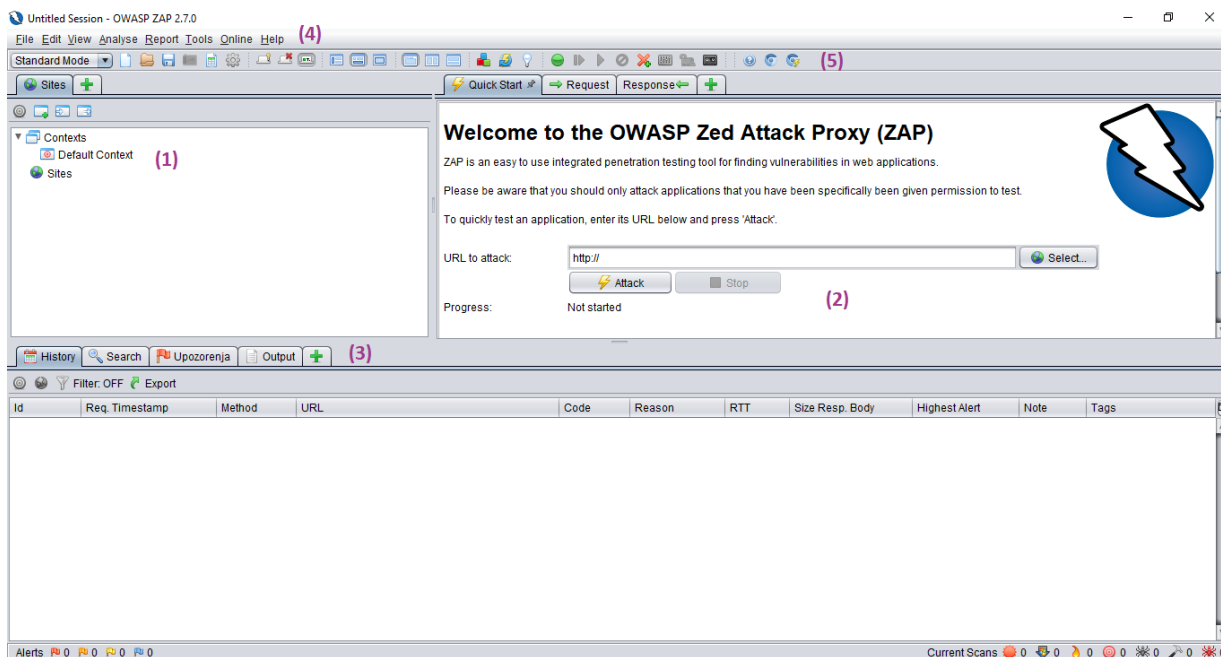 Untitled Session - OWASP ZAP 2.7.0
File Edit View Analyse Report Tools Online Help (4)
Standard Mode (5)
Sites
Quick Start Request Response
Contexts
Default Context
(1)
Sites
Welcome to the OWASP Zed Attack Proxy (ZAP)
ZAP is an easy to use integrated penetration testing tool for finding vulnerabilities in web applications.
Please be aware that you should only attack applications that you have been specifically been given permission to test.
To quickly test an application, enter its URL below and press 'Attack'.
URL to attack: http:// Select...
Attack Stop
(2)
Progress: Not started
History Search Upozorenja Output (3)
Filter: OFF Export
Id Req. Timestamp Method URL Code Reason RTT Size Resp. Body Highest Alert Note Tags
Alerts 0 0 0 0 Current Scans 0 0 0 0 0 0